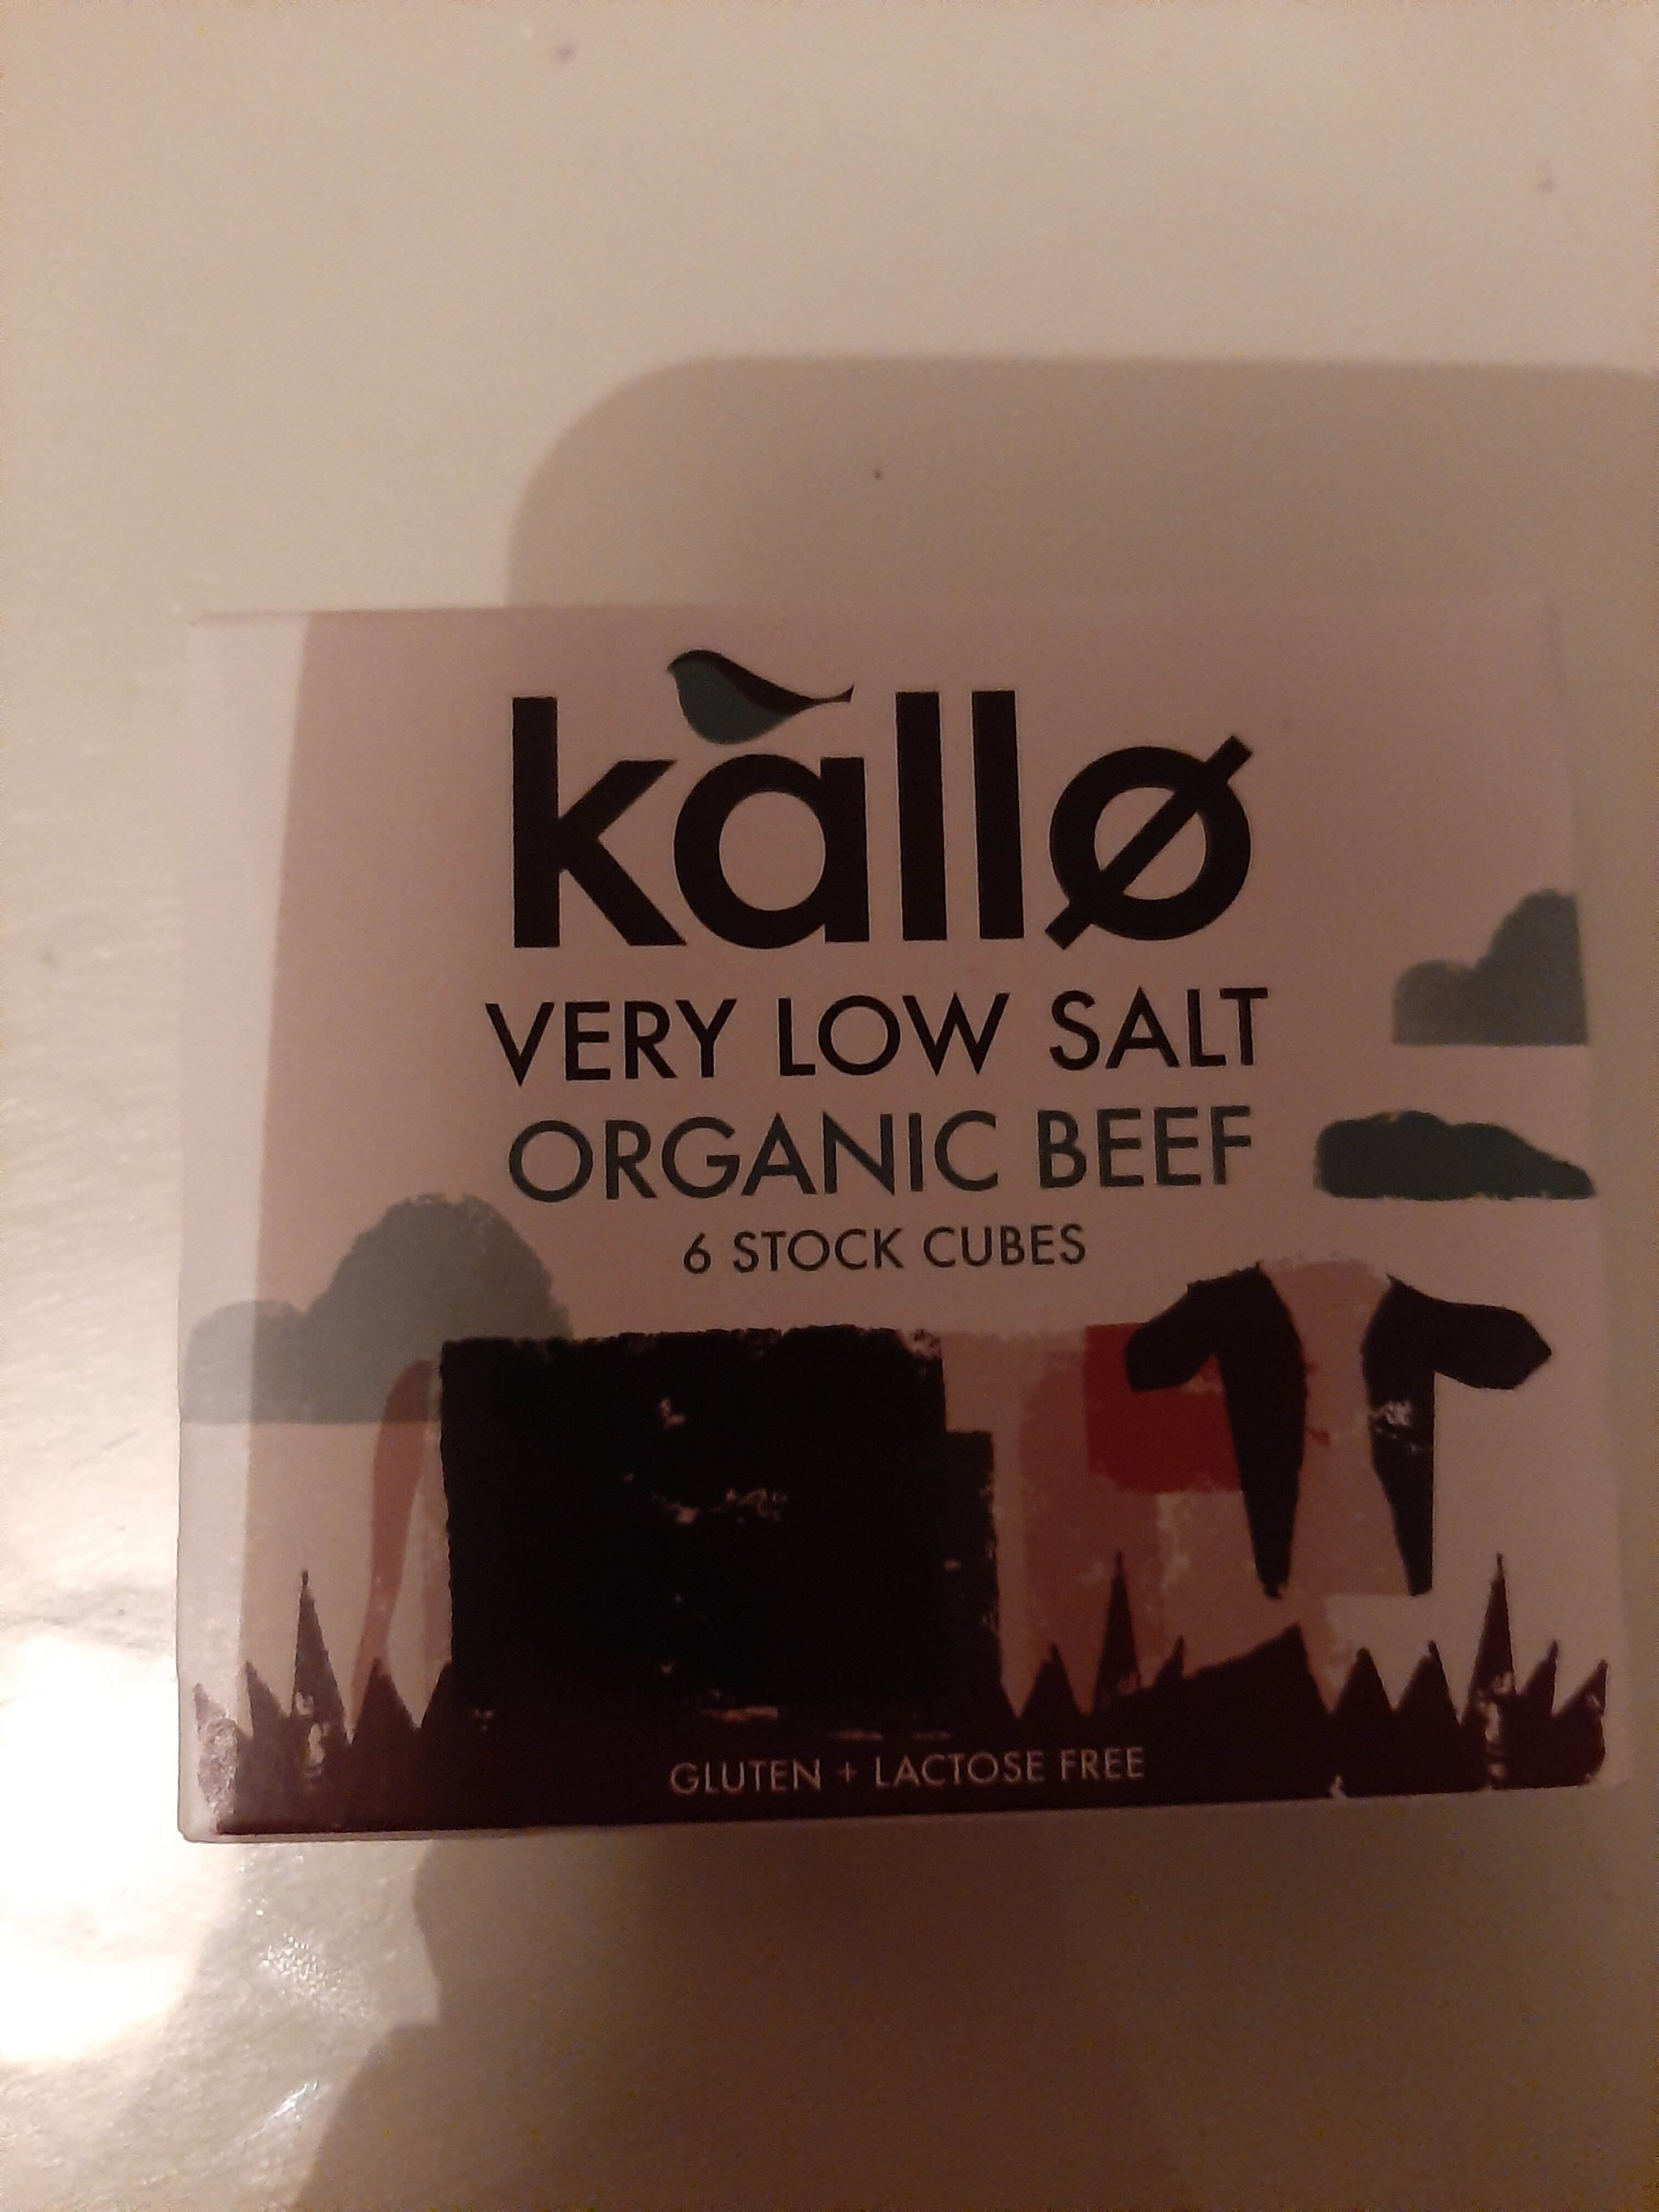 kallø
VERY LOW SALT
ORGANIC BEEF
6 STOCK CUBES
GLUTEN + LACTOSE FREE